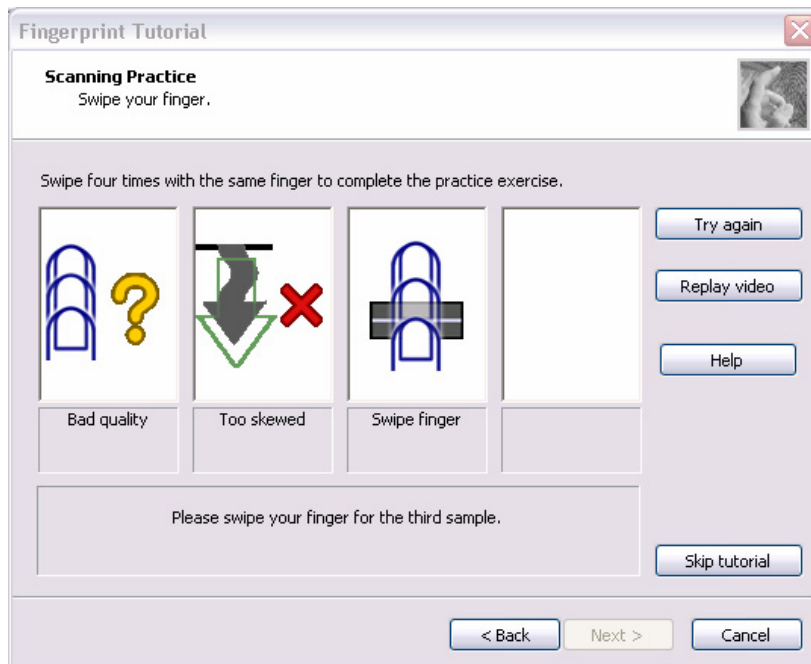 Fingerprint Tutorial
Scanning Practice
Swipe your finger.
Swipe four times with the same finger to complete the practice exercise.
Try again
Replay video
Help
Bad quality
Too skewed
Swipe finger
Please swipe your finger for the third sample.
Skip tutorial
< Back
Next >
Cancel